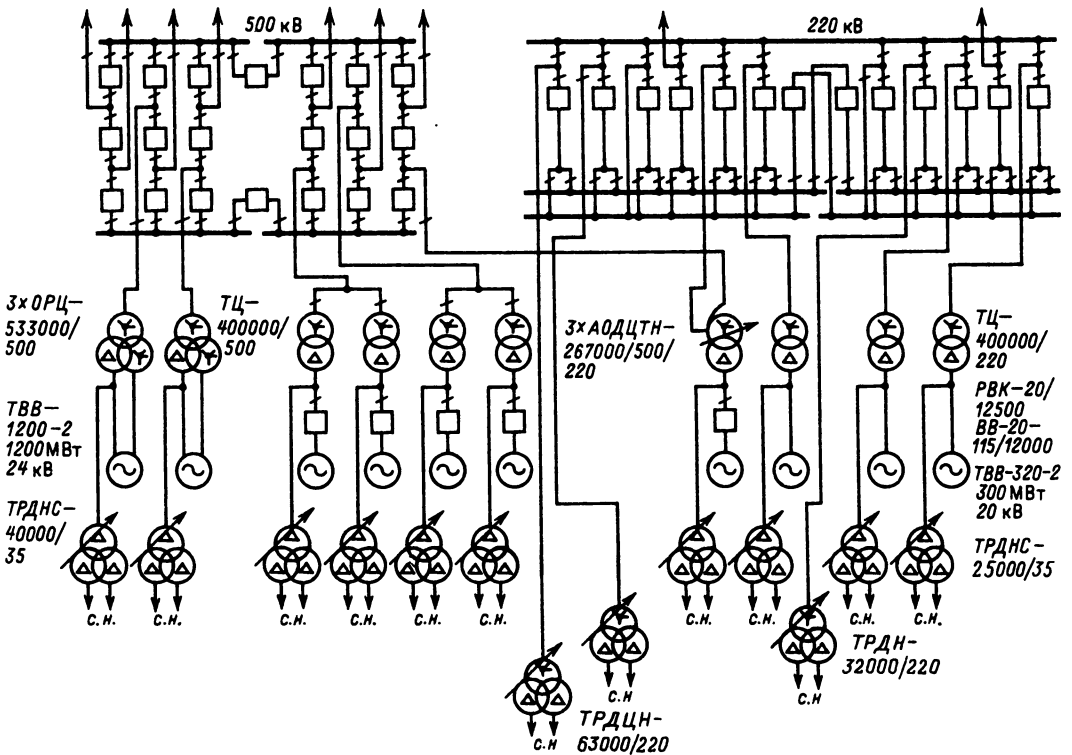 500 кВ
220 кВ
3×ОРЦ−
533000/
500
ТЦ−
400000/
500
3×АОДЦТН−
267000/500/
220
ТЦ−
400000/
220
ТВВ−
1200-2
1200МВт
24 кВ
РВК-20/
12500
ВВ-20-
115/12000
ТВВ-320-2
300 МВт
20 кВ
ТРДНС−
40000/
35
ТРДНС−
25000/35
с.н.
с.н.
с.н.
с.н.
с.н.
с.н.
с.н.
с.н.
с.н.
с.н.
ТРДН−
32000/220
с.н
с.н
ТРДЦН−
63000/220
с.н